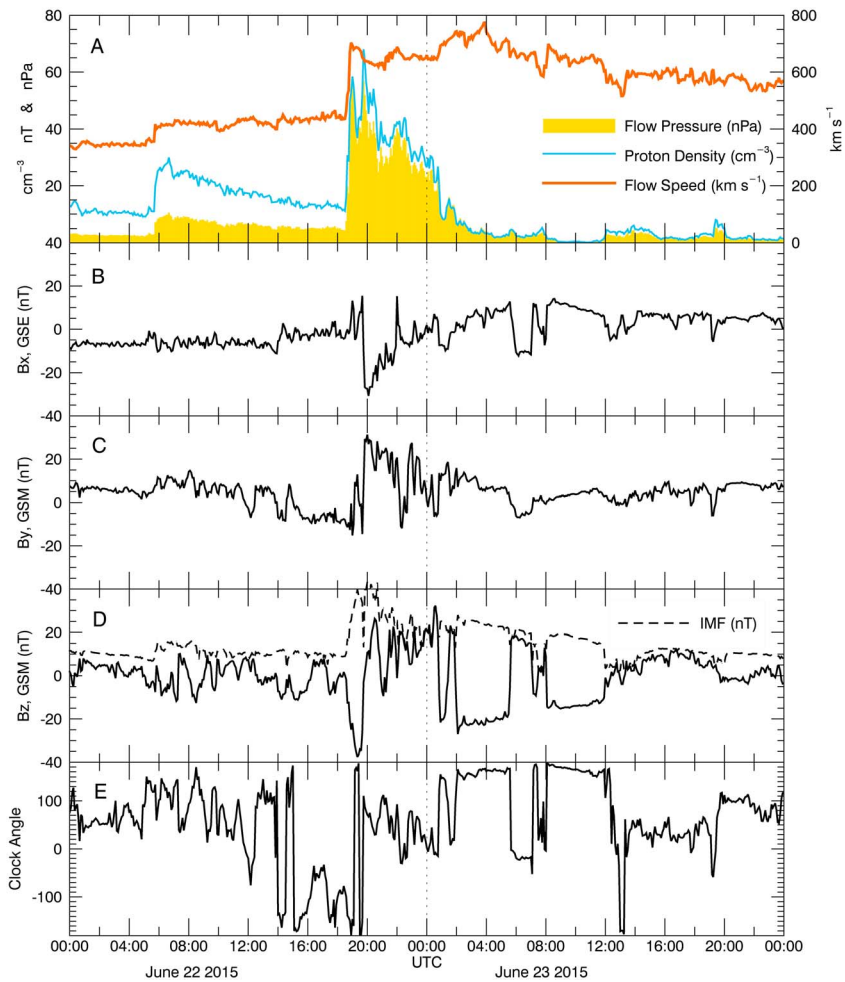 A
80
60
40
20
40
cm⁻³ nT & nPa
800
600
400
200
0
km s⁻¹
Flow Pressure (nPa)
Proton Density (cm⁻³)
Flow Speed (km s⁻¹)
B
20
0
-20
-40
Bx, GSE (nT)
C
20
0
-20
-40
By, GSM (nT)
D
20
0
-20
-40
Bz, GSM (nT)
IMF (nT)
E
100
0
-100
Clock Angle
00:00 04:00 08:00 12:00 16:00 20:00 00:00 04:00 08:00 12:00 16:00 20:00 00:00
UTC
June 22 2015 June 23 2015